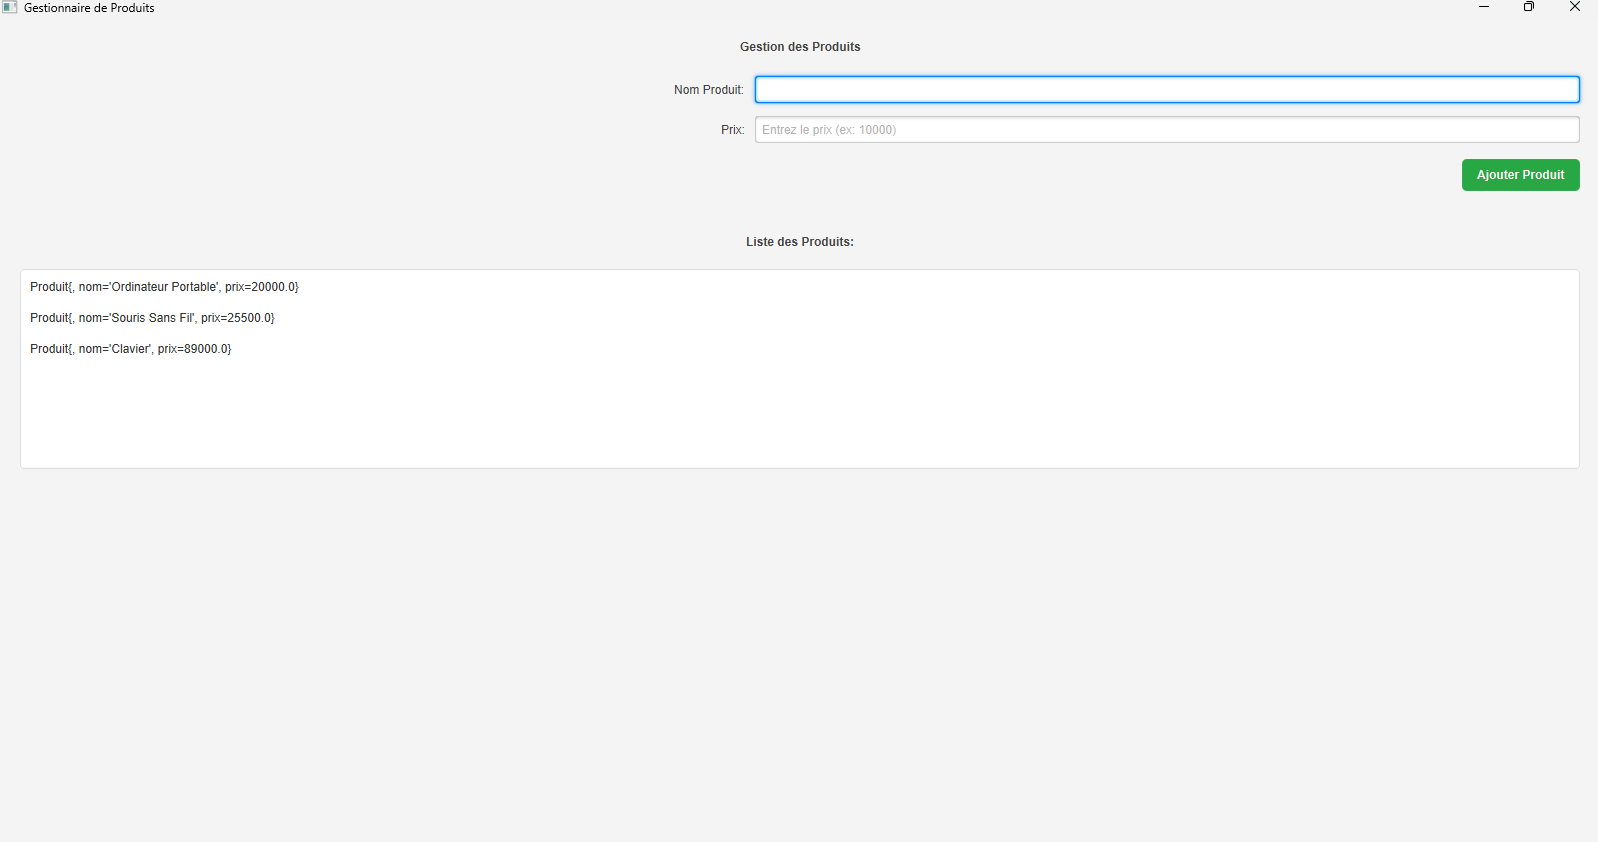 Gestionnaire de Produits
Gestion des Produits
Nom Produit:
Prix: Entrez le prix (ex: 10000)
Ajouter Produit
Liste des Produits:
Produit{, nom='Ordinateur Portable', prix=20000.0}
Produit{, nom='Souris Sans Fil', prix=25500.0}
Produit{, nom='Clavier', prix=89000.0}